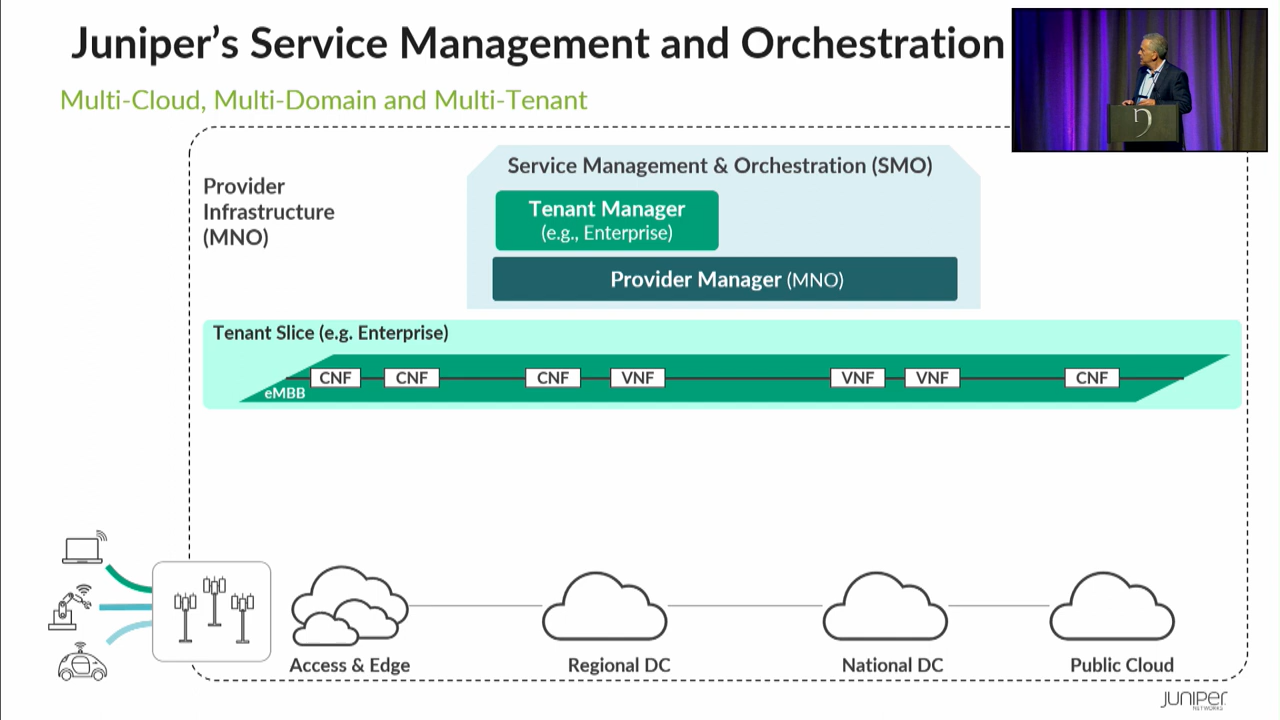 Juniper's Service Management and Orchestration
Multi-Cloud, Multi-Domain and Multi-Tenant
Provider
Infrastructure
(MNO)
Service Management & Orchestration (SMO)
Tenant Manager
(e.g., Enterprise)
Provider Manager (MNO)
Tenant Slice (e.g. Enterprise)
CNF CNF CNF VNF VNF VNF CNF
eMBB
Access & Edge Regional DC National DC Public Cloud
JUNIPER
NETWORKS